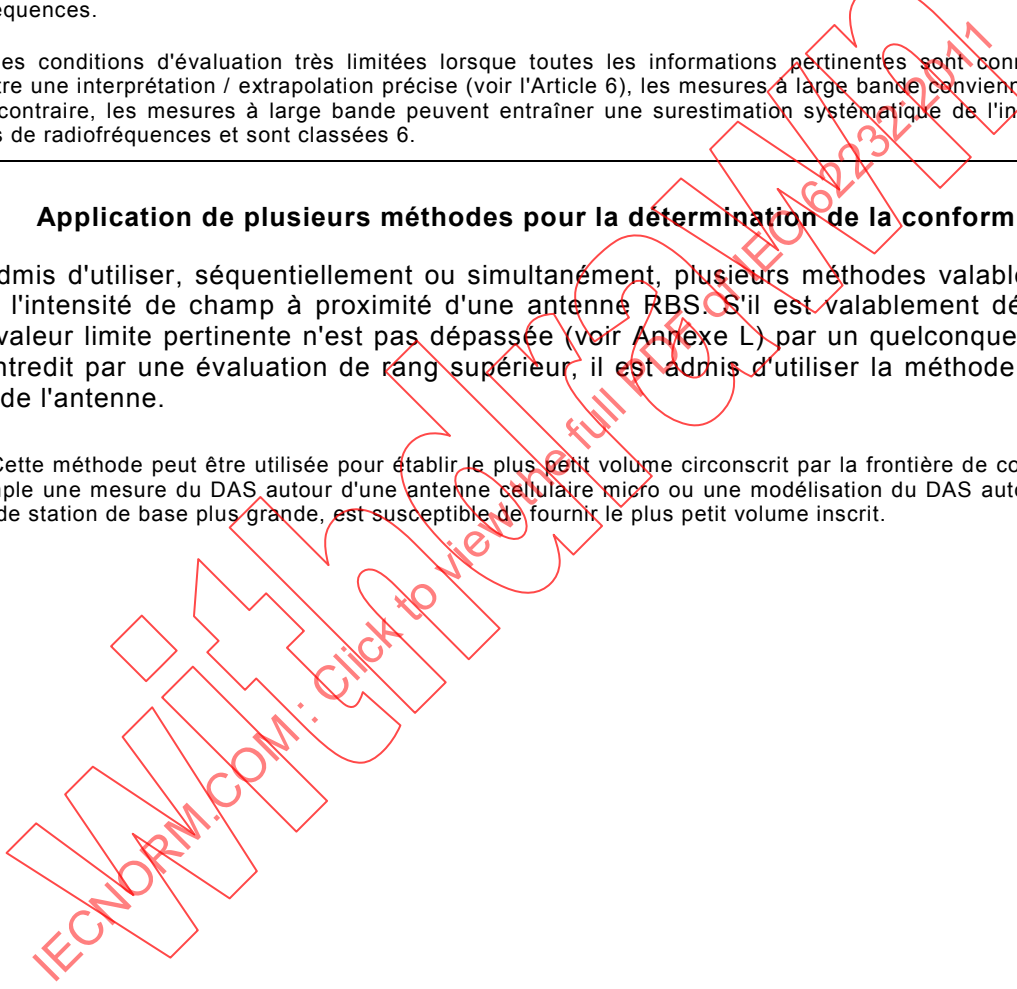 équences.
es conditions d'évaluation très limitées lorsque toutes les informations pertinentes sont conn
tre une interprétation / extrapolation précise (voir l'Article 6), les mesures à large bande convienn
contraire, les mesures à large bande peuvent entraîner une surestimation systématique de l'in
s de radiofréquences et sont classées 6.
Application de plusieurs méthodes pour la détermination de la conform
dmis d'utiliser, séquentiellement ou simultanément, plusieurs méthodes valable
l'intensité de champ à proximité d'une antenne RBS. S'il est valablement dé
valeur limite pertinente n'est pas dépassée (voir Annexe L) par un quelconque
ntredit par une évaluation de rang supérieur, il est admis d'utiliser la méthode
de l'antenne.
Cette méthode peut être utilisée pour établir le plus petit volume circonscrit par la frontière de co
ple une mesure du DAS autour d'une antenne cellulaire micro ou une modélisation du DAS auto
de station de base plus grande, est susceptible de fournir le plus petit volume inscrit.
IECNORM.COM : Click to view the full PDF of IEC 62232:2011
Withdrawn